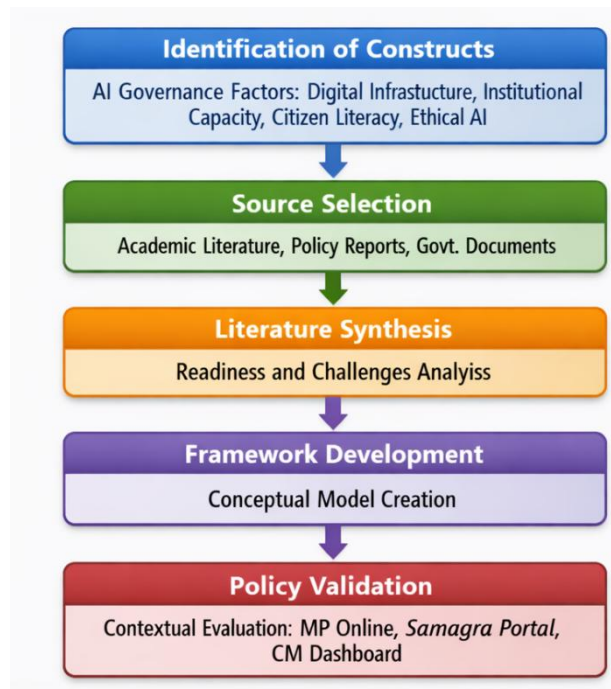 Identification of Constructs
AI Governance Factors: Digital Infrastucture, Institutional
Capacity, Citizen Literacy, Ethical AI
Source Selection
Academic Literature, Policy Reports, Govt. Documents
Literature Synthesis
Readiness and Challenges Analyiss
Framework Development
Conceptual Model Creation
Policy Validation
Contextual Evaluation: MP Online, Samagra Portal,
CM Dashboard